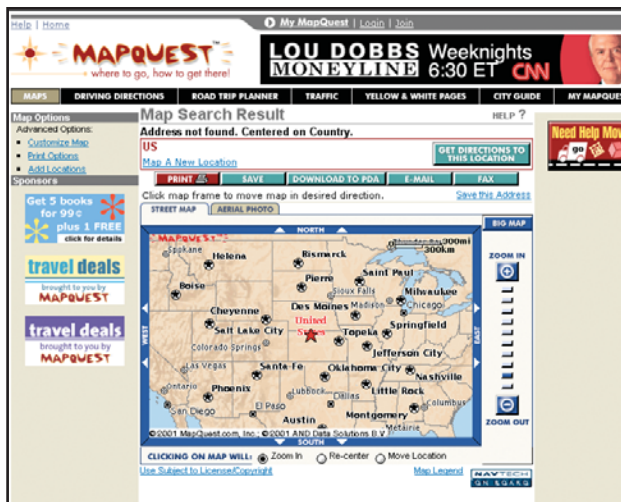 Help | Home
My MapQuest | Login | Join
MAPQUEST™
where to go, how to get there!
LOU DOBBS
MONEYLINE
Weeknights
6:30 ET CNN
MAPS
DRIVING DIRECTIONS
ROAD TRIP PLANNER
TRAFFIC
YELLOW & WHITE PAGES
CITY GUIDE
MY MAPQUES
Map Options
Advanced Options:
Customize Map
Print Options
Add Locations
Sponsors
Get 5 books
for 99¢
plus 1 FREE
click for details
travel deals
brought to you by
MAPQUEST
travel deals
brought to you by
MAPQUEST
Map Search Result
HELP ?
Address not found. Centered on Country.
US
Map A New Location
GET DIRECTIONS TO
THIS LOCATION
PRINT
SAVE
DOWNLOAD TO PDA
E-MAIL
FAX
Click map frame to move map in desired direction.
Save this Address
STREET MAP
AERIAL PHOTO
BIG MAP
NORTH
MAPQUEST
300mi
300km
Spokane
Helena
Bismarck
Boise
Pierre
Saint Paul
Sioux Falls
Milwaukee
Des Moines
Madison
Chicago
Cheyenne
Salt Lake City
United
States
Springfield
Topeka
Colorado Springs
Jefferson City
Las Vegas
Santa Fe
Oklahoma City
Nashville
Ontario
Phoenix
Lubbock
Little Rock
Dallas
Columbus
San Diego
El Paso
Montgomery
Austin
Metairie
©2001 MapQuest.com, Inc.; ©2001 AND Data Solutions B.V.
WEST
EAST
SOUTH
ZOOM IN
ZOOM OUT
CLICKING ON MAP WILL:
Zoom In
Re-center
Move Location
Use Subject to License/Copyright
Map Legend
NAVTECH
ON BOARD
Need Help Mov
go